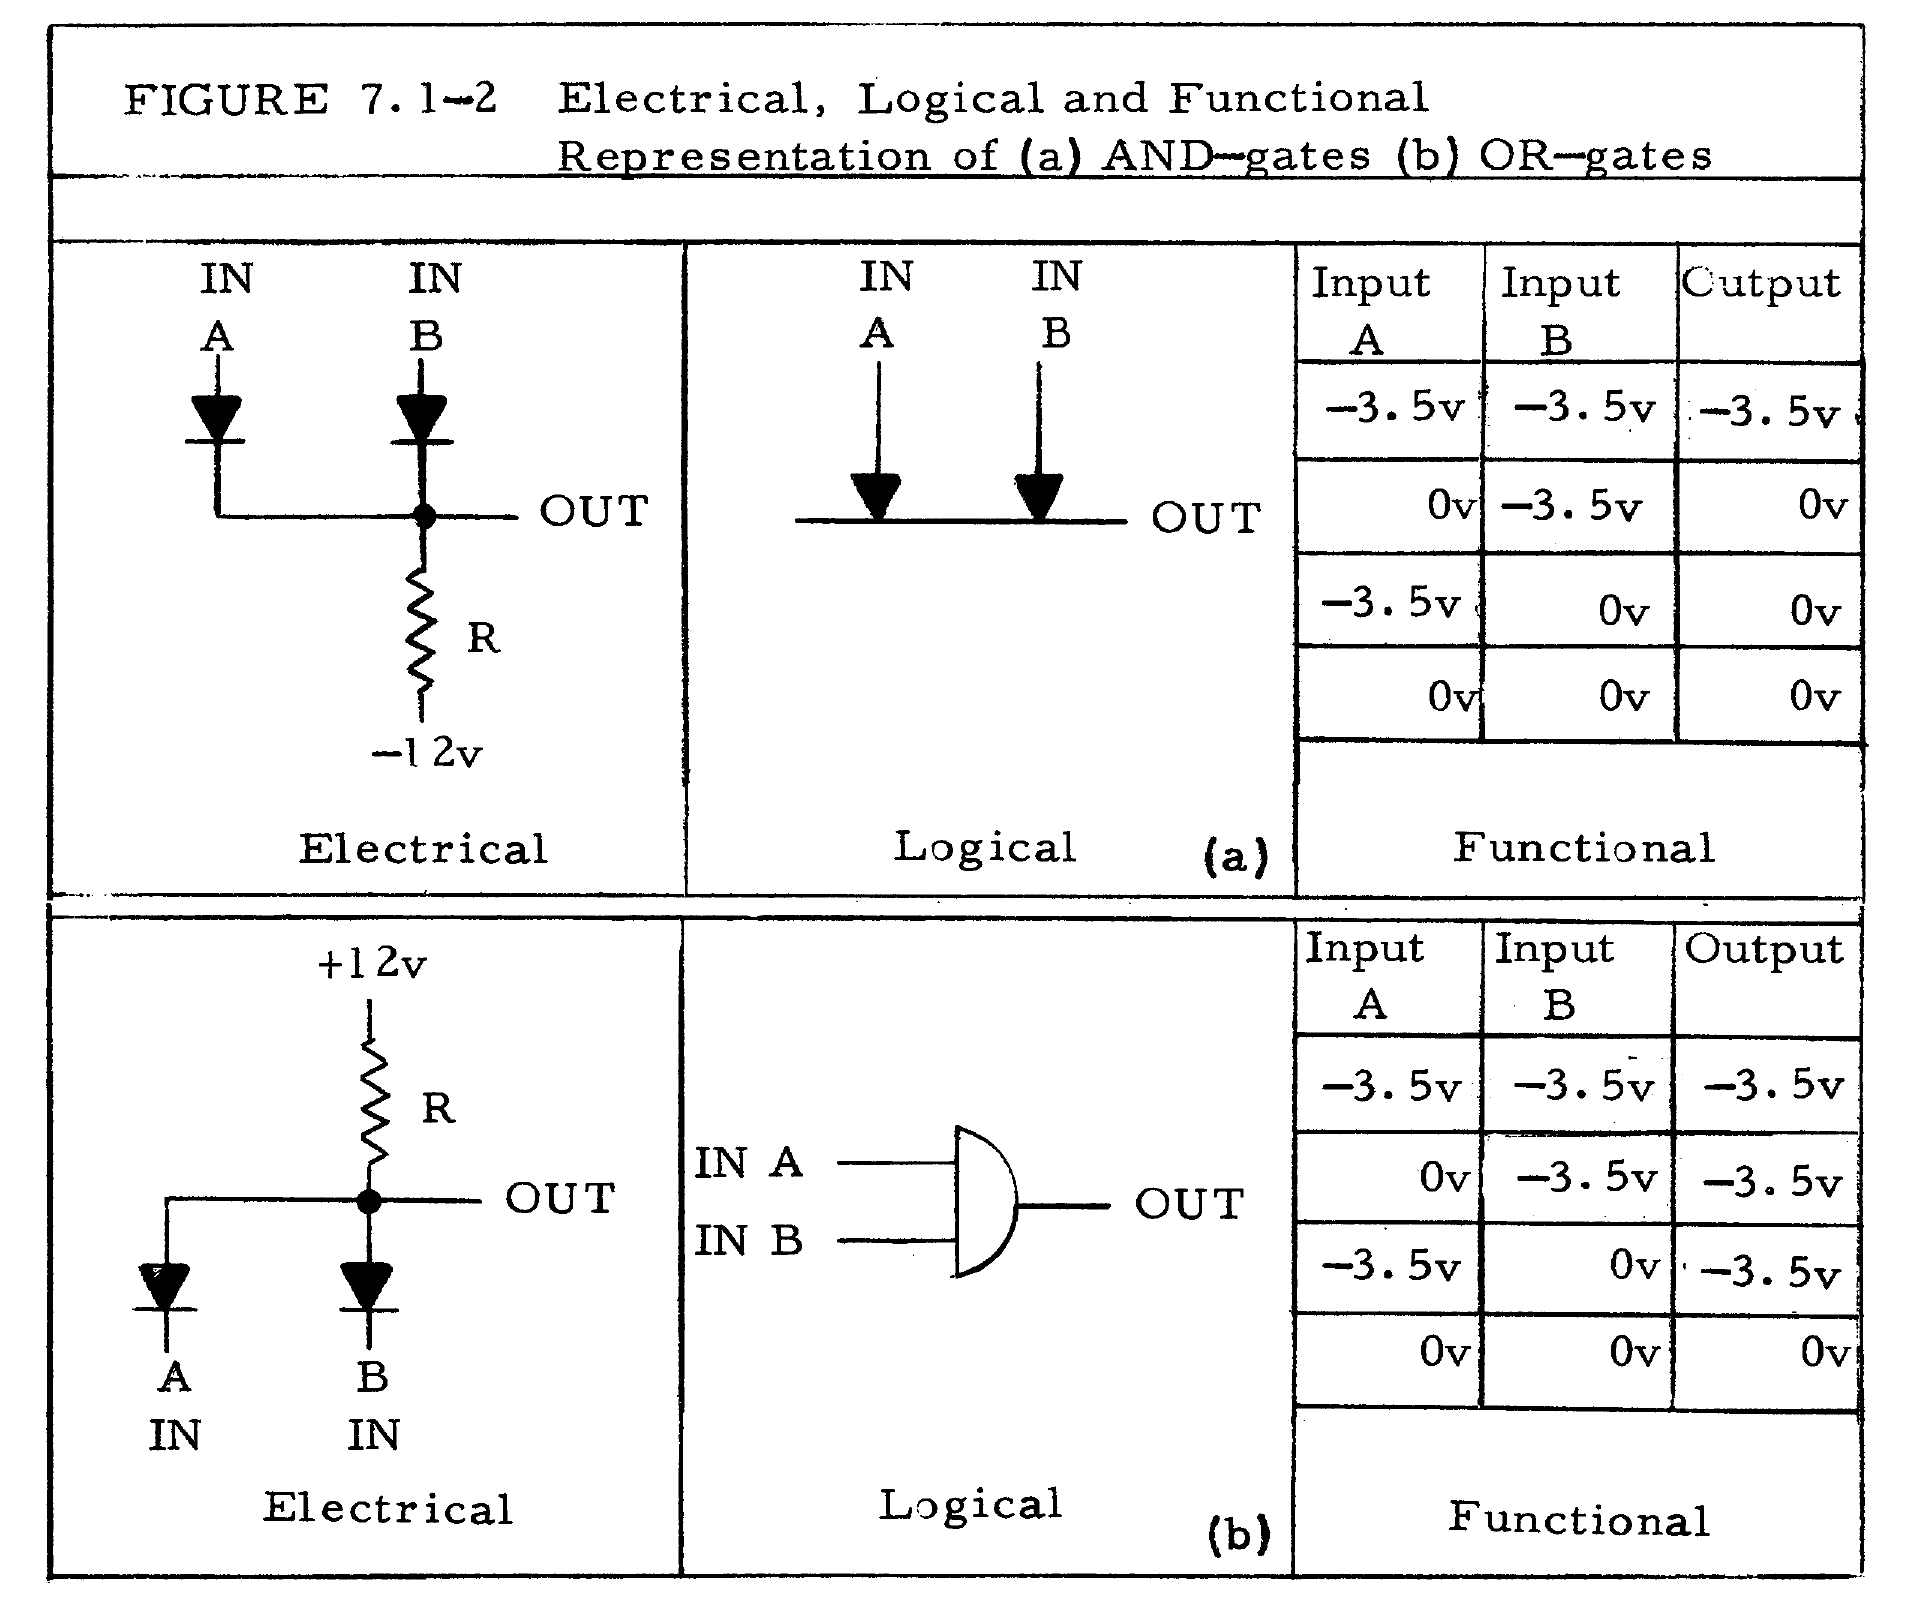 FIGURE 7.1-2 Electrical, Logical and Functional
Representation of (a) AND-gates (b) OR-gates
IN IN
A B
OUT
R
-12v
Electrical
IN IN
A B
OUT
Logical
(a)
Input Input Output
A B
-3.5v -3.5v -3.5v
0v -3.5v 0v
-3.5v 0v 0v
0v 0v 0v
Functional
+12v
R
OUT
A B
IN IN
Electrical
IN A
IN B
OUT
Logical
(b)
Input Input Output
A B
-3.5v -3.5v -3.5v
0v -3.5v -3.5v
-3.5v 0v -3.5v
0v 0v 0v
Functional